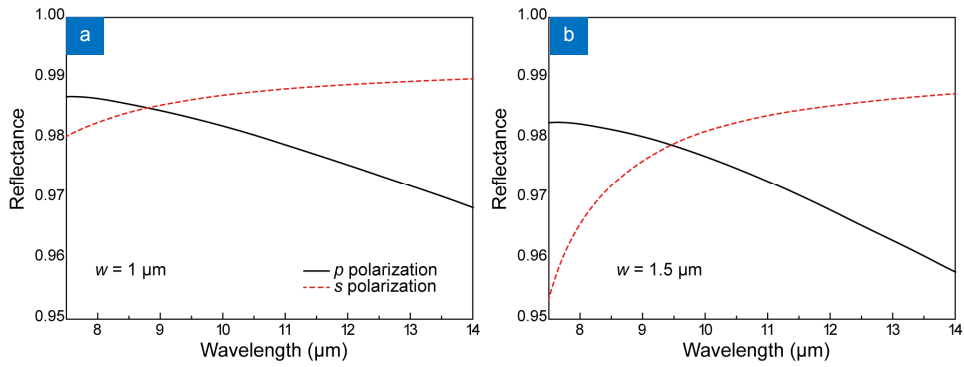 a
1.00
0.99
0.98
0.97
0.96
0.95
Reflectance
w = 1 µm
p polarization
s polarization
8 9 10 11 12 13 14
Wavelength (µm)
b
1.00
0.99
0.98
0.97
0.96
0.95
Reflectance
w = 1.5 µm
8 9 10 11 12 13 14
Wavelength (µm)